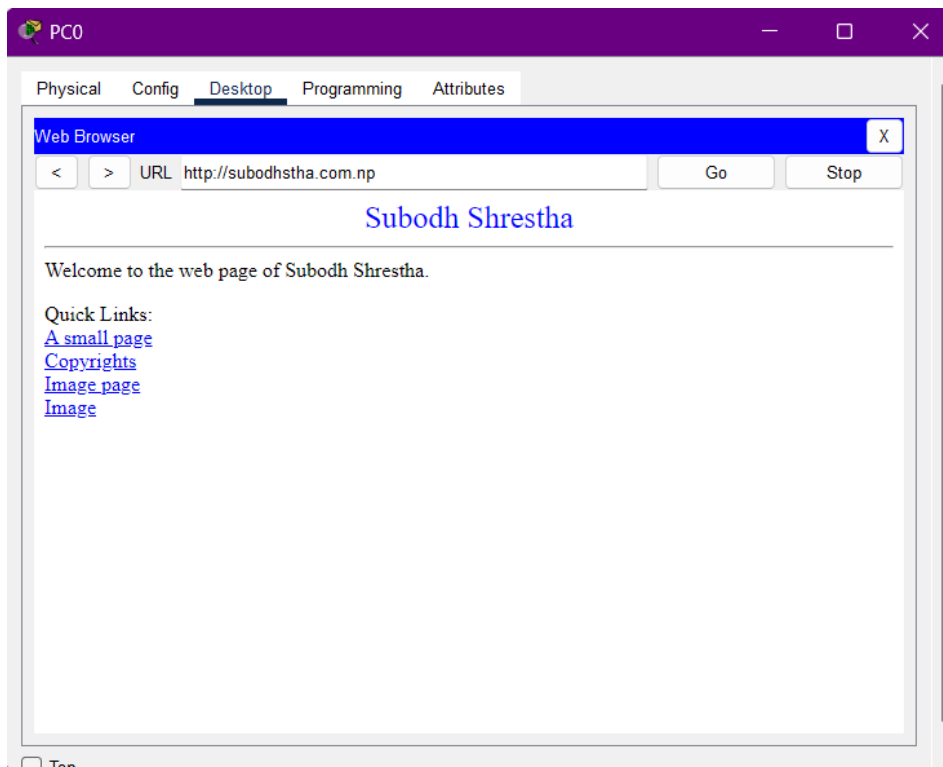 PC0
Physical Config Desktop Programming Attributes
Web Browser X
< > URL http://subodhstha.com.np Go Stop
Subodh Shrestha
Welcome to the web page of Subodh Shrestha.
Quick Links:
A small page
Copyrights
Image page
Image
Top